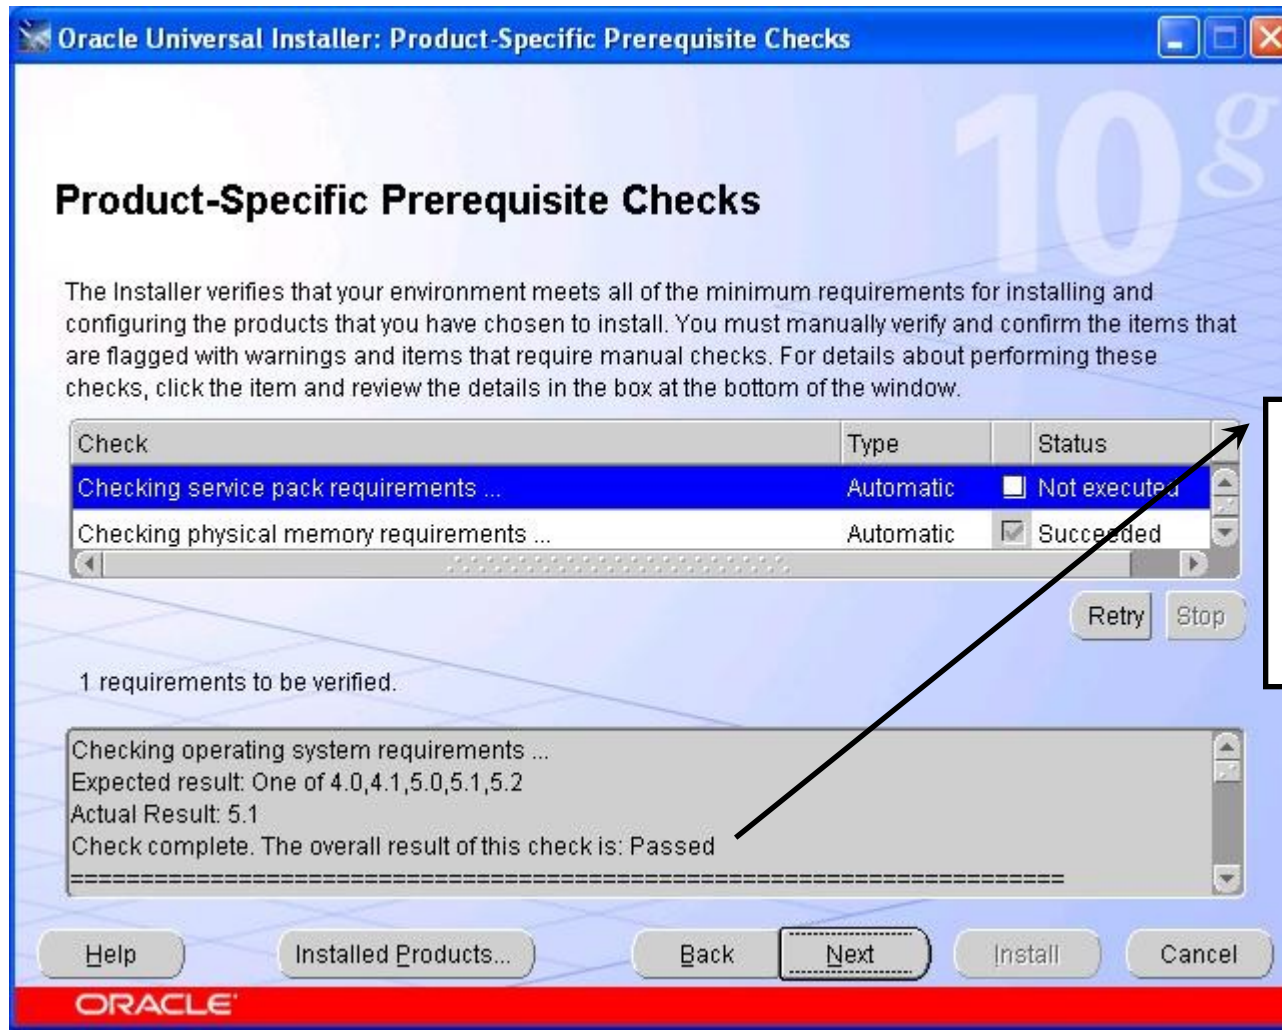 Oracle Universal Installer: Product-Specific Prerequisite Checks
10g
Product-Specific Prerequisite Checks
The Installer verifies that your environment meets all of the minimum requirements for installing and
configuring the products that you have chosen to install. You must manually verify and confirm the items that
are flagged with warnings and items that require manual checks. For details about performing these
checks, click the item and review the details in the box at the bottom of the window.
Check Type Status
Checking service pack requirements ... Automatic Not executed
Checking physical memory requirements ... Automatic Succeeded
Retry Stop
1 requirements to be verified.
Checking operating system requirements ...
Expected result: One of 4.0,4.1,5.0,5.1,5.2
Actual Result: 5.1
Check complete. The overall result of this check is: Passed
=======================================================================
Help Installed Products... Back Next Install Cancel
ORACLE